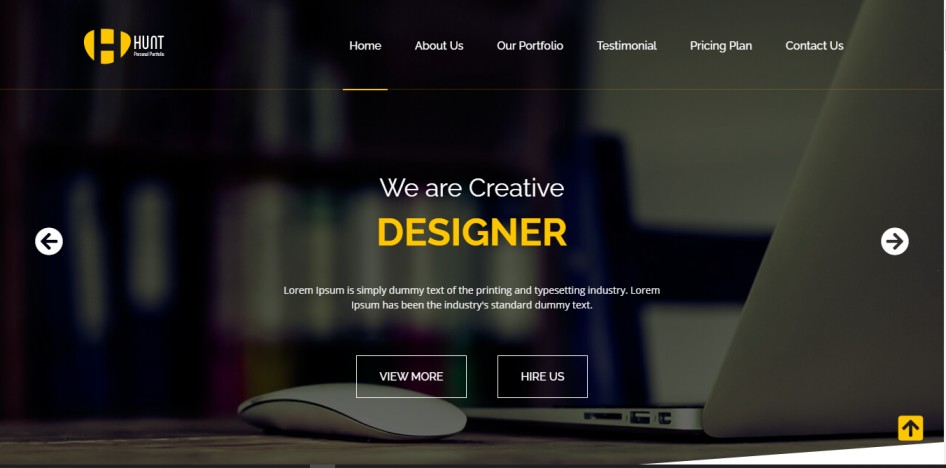 HUNT
Personal Portfolio
Home About Us Our Portfolio Testimonial Pricing Plan Contact Us
We are Creative
DESIGNER
Lorem Ipsum is simply dummy text of the printing and typesetting industry. Lorem
Ipsum has been the industry's standard dummy text.
VIEW MORE HIRE US